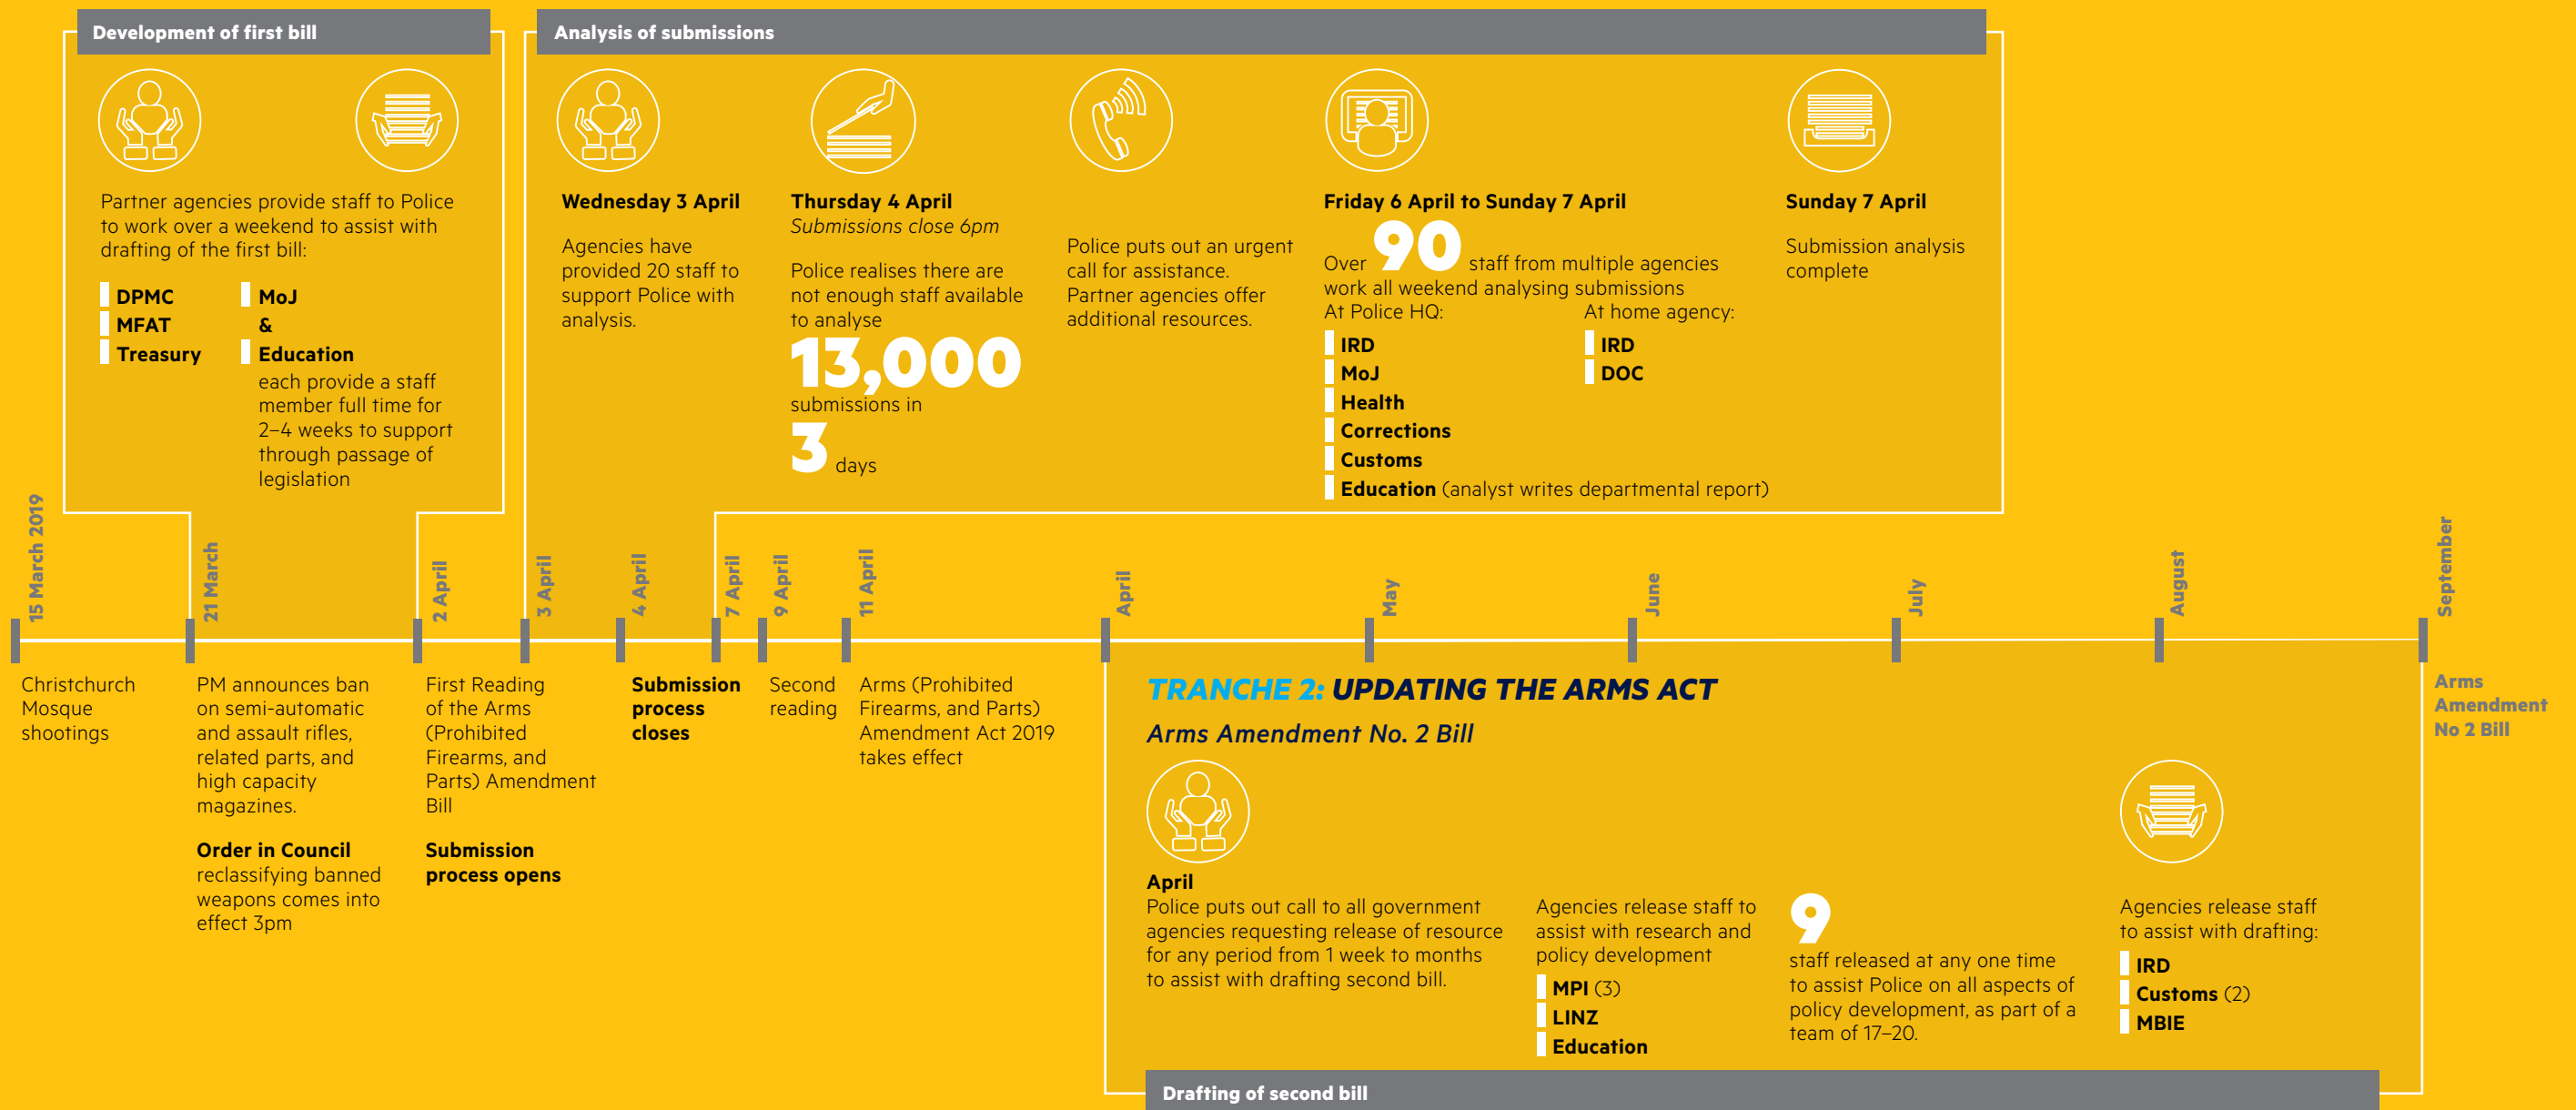 Development of first bill
Partner agencies provide staff to Police
to work over a weekend to assist with
drafting of the first bill:
DPMC
MFAT
Treasury
MoJ
&
Education
each provide a staff
member full time for
2–4 weeks to support
through passage of
legislation
Analysis of submissions
Wednesday 3 April
Agencies have
provided 20 staff to
support Police with
analysis.
Thursday 4 April
Submissions close 6pm
Police realises there are
not enough staff available
to analyse
13,000
submissions in
3 days
Police puts out an urgent
call for assistance.
Partner agencies offer
additional resources.
Friday 6 April to Sunday 7 April
Over 90 staff from multiple agencies
work all weekend analysing submissions
At Police HQ:
IRD
MoJ
Health
Corrections
Customs
Education (analyst writes departmental report)
At home agency:
IRD
DOC
Sunday 7 April
Submission analysis
complete
15 March 2019
21 March
2 April
3 April
4 April
7 April
9 April
11 April
April
May
June
July
August
September
Christchurch
Mosque
shootings
PM announces ban
on semi-automatic
and assault rifles,
related parts, and
high capacity
magazines.
Order in Council
reclassifying banned
weapons comes into
effect 3pm
First Reading
of the Arms
(Prohibited
Firearms, and
Parts) Amendment
Bill
Submission
process opens
Submission
process
closes
Second
reading
Arms (Prohibited
Firearms, and Parts)
Amendment Act 2019
takes effect
TRANCHE 2: UPDATING THE ARMS ACT
Arms Amendment No. 2 Bill
April
Police puts out call to all government
agencies requesting release of resource
for any period from 1 week to months
to assist with drafting second bill.
Agencies release staff to
assist with research and
policy development
MPI (3)
LINZ
Education
9
staff released at any one time
to assist Police on all aspects of
policy development, as part of a
team of 17–20.
Agencies release staff
to assist with drafting:
IRD
Customs (2)
MBIE
Arms
Amendment
No 2 Bill
Drafting of second bill